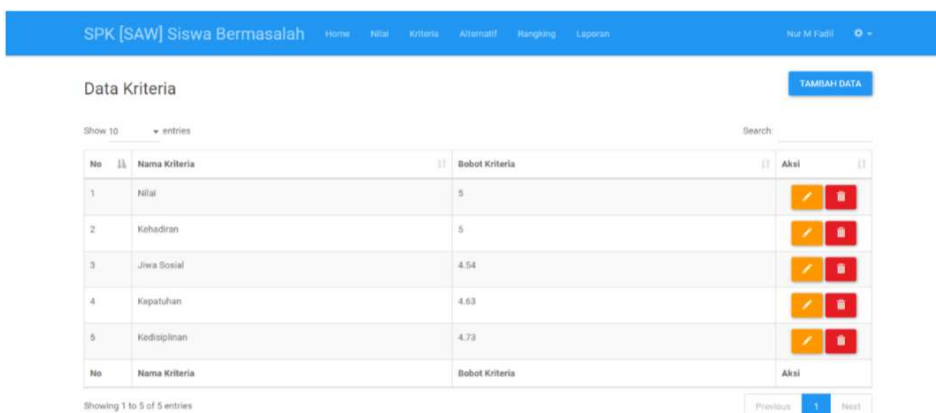 SPK [SAW] Siswa Bermasalah Home Nilai Kriteria Alternatif Rangking Laporan Nur M Fadil
Data Kriteria TAMBAH DATA
Show 10 entries Search:
No Nama Kriteria Bobot Kriteria Aksi
1 Nilai 5
2 Kehadiran 5
3 Jiwa Sosial 4.54
4 Kepatuhan 4.63
5 Kedisiplinan 4.73
No Nama Kriteria Bobot Kriteria Aksi
Showing 1 to 5 of 5 entries Previous 1 Next